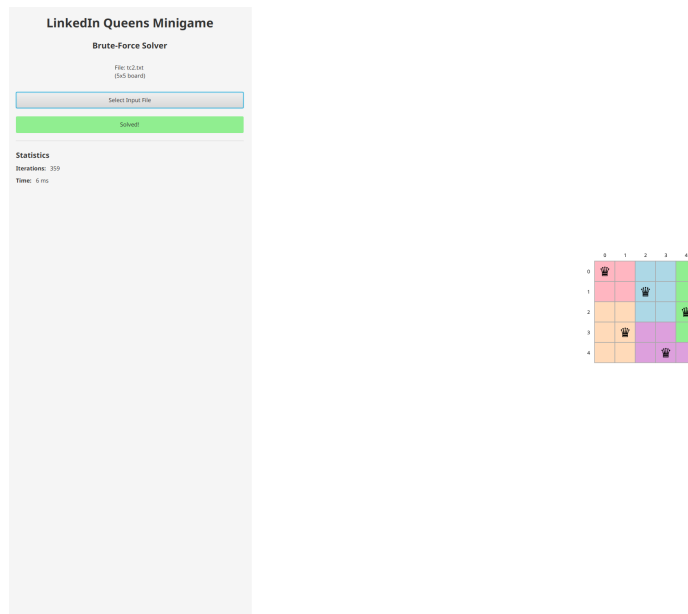 LinkedIn Queens Minigame
Brute-Force Solver
File: tc2.txt
(5x5 board)
Select Input File
Solved!
Statistics
Iterations: 359
Time: 6 ms
0 1 2 3 4
0
1
2
3
4